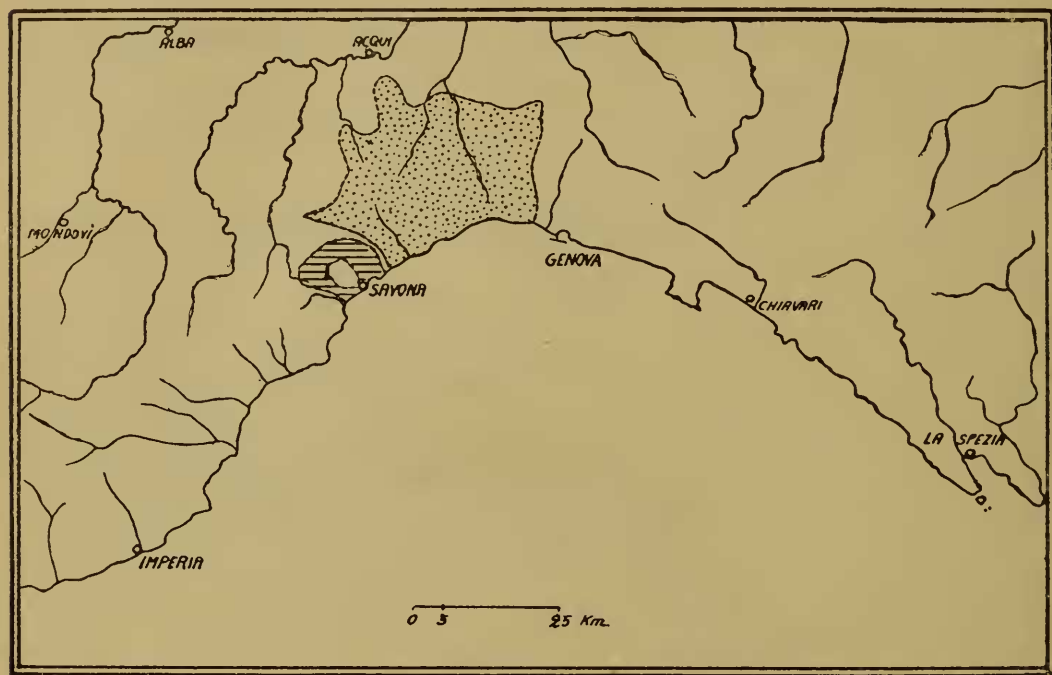 ALBA
ACQUI
MONDOVI
GENOVA
SAVONA
CHIAVARI
LA SPEZIA
IMPERIA
0 5 25 Km.